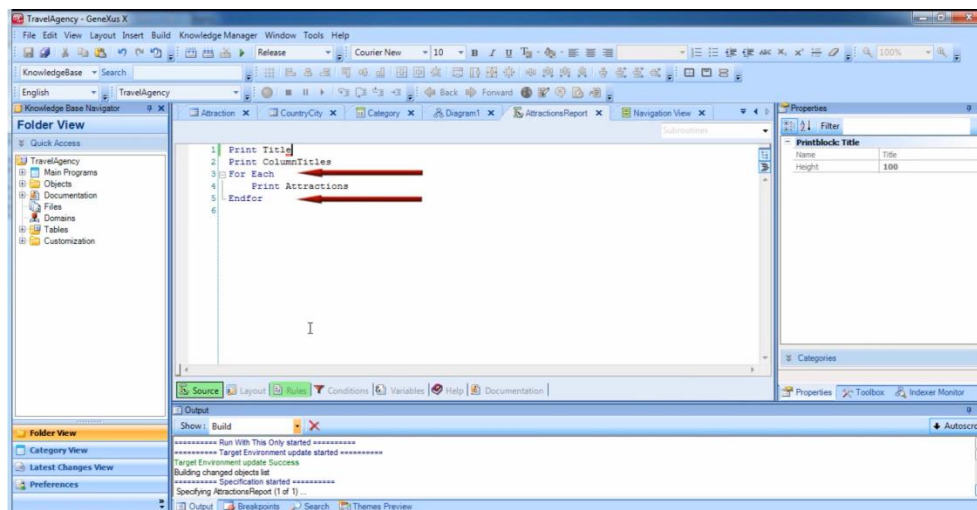 TravelAgency - GeneXus X
File Edit View Layout Insert Build Knowledge Manager Window Tools Help
Release Courier New 10 B I U 100%
KnowledgeBase Search
English TravelAgency Back Forward
Knowledge Base Navigator
Folder View
Quick Access
TravelAgency
Main Programs
Objects
Documentation
Files
Domains
Tables
Customization
Folder View
Category View
Latest Changes View
Preferences
Attraction CountryCity Category Diagram1 AttractionsReport Navigation View
Subroutines
1 Print Title
2 Print ColumnTitles
3 For Each
4 Print Attractions
5 Endfor
6
Source Layout Rules Conditions Variables Help Documentation
Output
Show: Build Autoscro
========== Run With This Only started ==========
========== Target Environment update started ==========
Target Environment update Success
Building changed objects list
========== Specification started ==========
Specifying AttractionsReport (1 of 1) ...
Output Breakpoints Search Themes Preview
Properties
Filter
Printblock: Title
Name Title
Height 100
Categories
Properties Toolbox Indexer Monitor